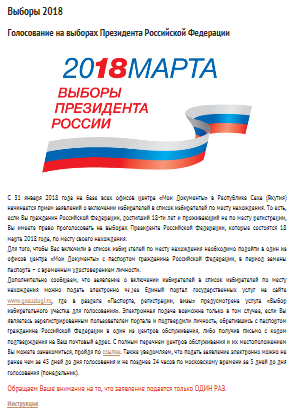 Выборы 2018
Голосование на выборах Президента Российской Федерации
2018МАРТА
ВЫБОРЫ
ПРЕЗИДЕНТА
РОССИИ
С 31 января 2018 года на базе всех офисов центре «Мои Документы» в Республике Саха (Якутия)
начинается прием заявлений о включении избирателей в список избирателей по месту нахождения. То есть,
если Вы гражданин Российской Федерации, достигший 18-ти лет и проживающий не по месту регистрации,
Вы имеете право проголосовать на выборах Президента Российской Федерации, которые состоятся 18
марта 2018 года, по месту своего нахождения.
Для того, чтобы Вас включили в список избирателей по месту нахождения необходимо подойти в один из
офисов центра «Мои Документы» с паспортом гражданина Российской Федерации, в период замены
паспорта – с временным удостоверением личности.
Дополнительно сообщаем, что заявление о включении избирателей в список избирателей по месту
нахождения можно подать электронно через Единый портал государственных услуг на сайте
www.gosuslugi.ru, где в разделе «Паспорта, регистрации, визы» предусмотрена услуга «Выбор
избирательного участка для голосования». Электронная подача возможна только в том случае, если Вы
являетесь зарегистрированным пользователем портала и подтвердили личность, обратившись с паспортом
гражданина Российской Федерации в один из центров обслуживания, либо получив письмо с кодом
подтверждения на Ваш почтовый адрес. С полным перечнем центров обслуживания и их местоположением
Вы можете ознакомиться, пройдя по ссылке. Также уведомляем, что подать заявление электронно можно не
ранее чем за 45 дней до дня голосования и не позднее 24 часов по московскому времени за 5 дней до дня
голосования (понедельник).
Обращаем Ваше внимание на то, что заявление подается только ОДИН РАЗ.
Инструкция